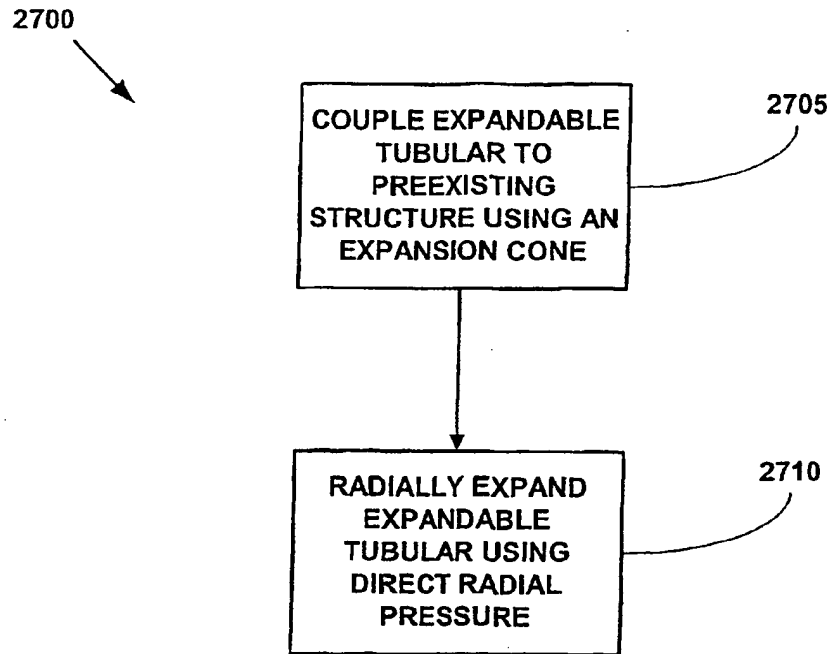 2700
2705
COUPLE EXPANDABLE
TUBULAR TO
PREEXISTING
STRUCTURE USING AN
EXPANSION CONE
2710
RADIALLY EXPAND
EXPANDABLE
TUBULAR USING
DIRECT RADIAL
PRESSURE